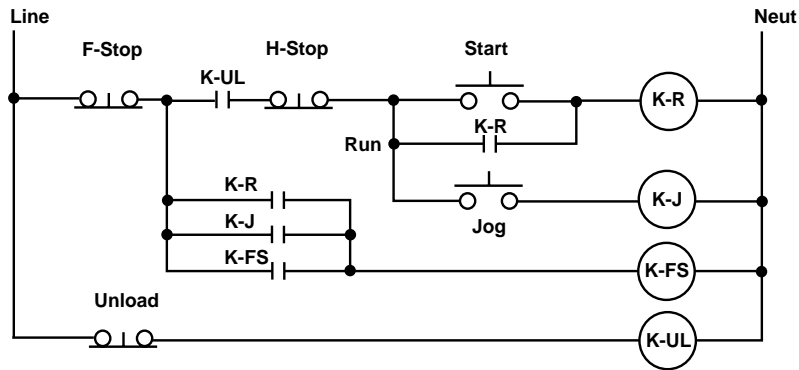 Line
Neut
F-Stop
H-Stop
Start
K-UL
K-R
K-R
Run
K-R
K-J
K-J
Jog
K-FS
K-FS
Unload
K-UL